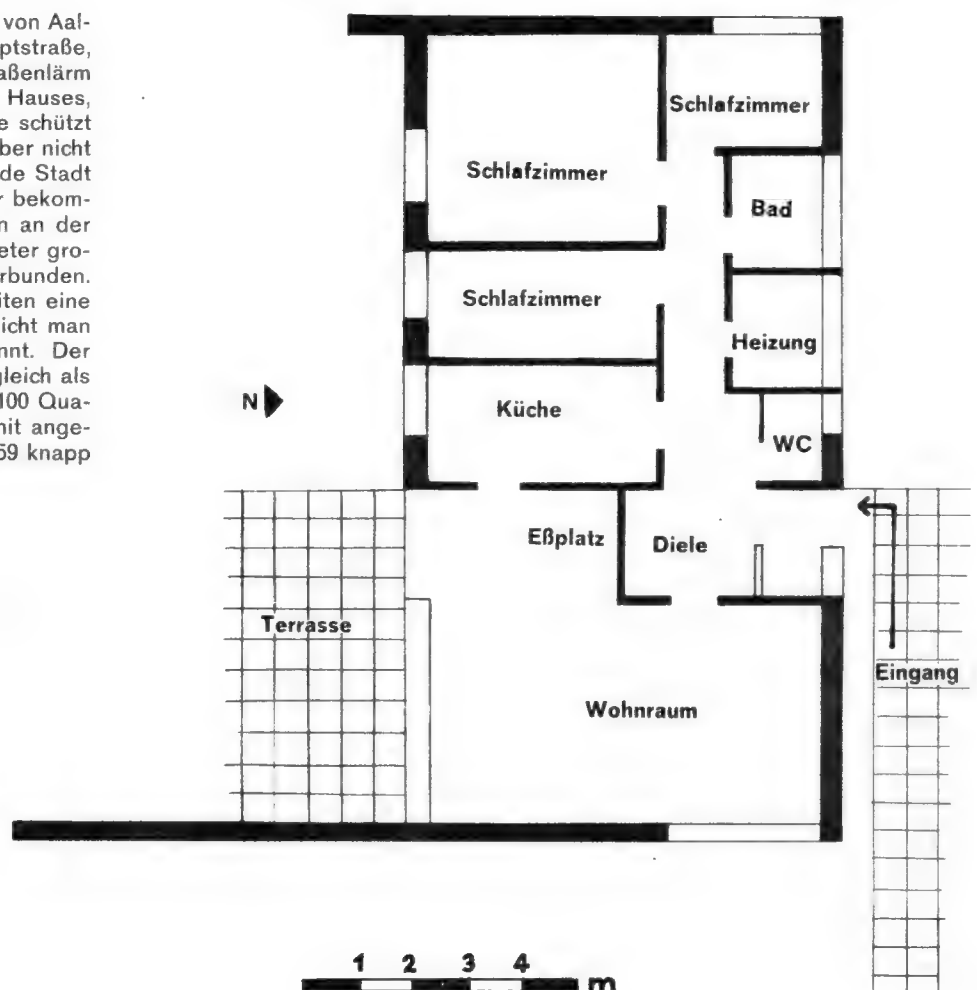 von Aal-
ptstraße,
aßenlärm
Hauses,
e schützt
ber nicht
de Stadt
r bekom-
n an der
eter gro-
rbunden.
iten eine
icht man
nnt. Der
gleich als
100 Qua-
nit ange-
59 knapp
Schlafzimmer
Schlafzimmer
Bad
Schlafzimmer
Heizung
N
Küche
WC
Eßplatz
Diele
Terrasse
Eingang
Wohnraum
1 2 3 4
m